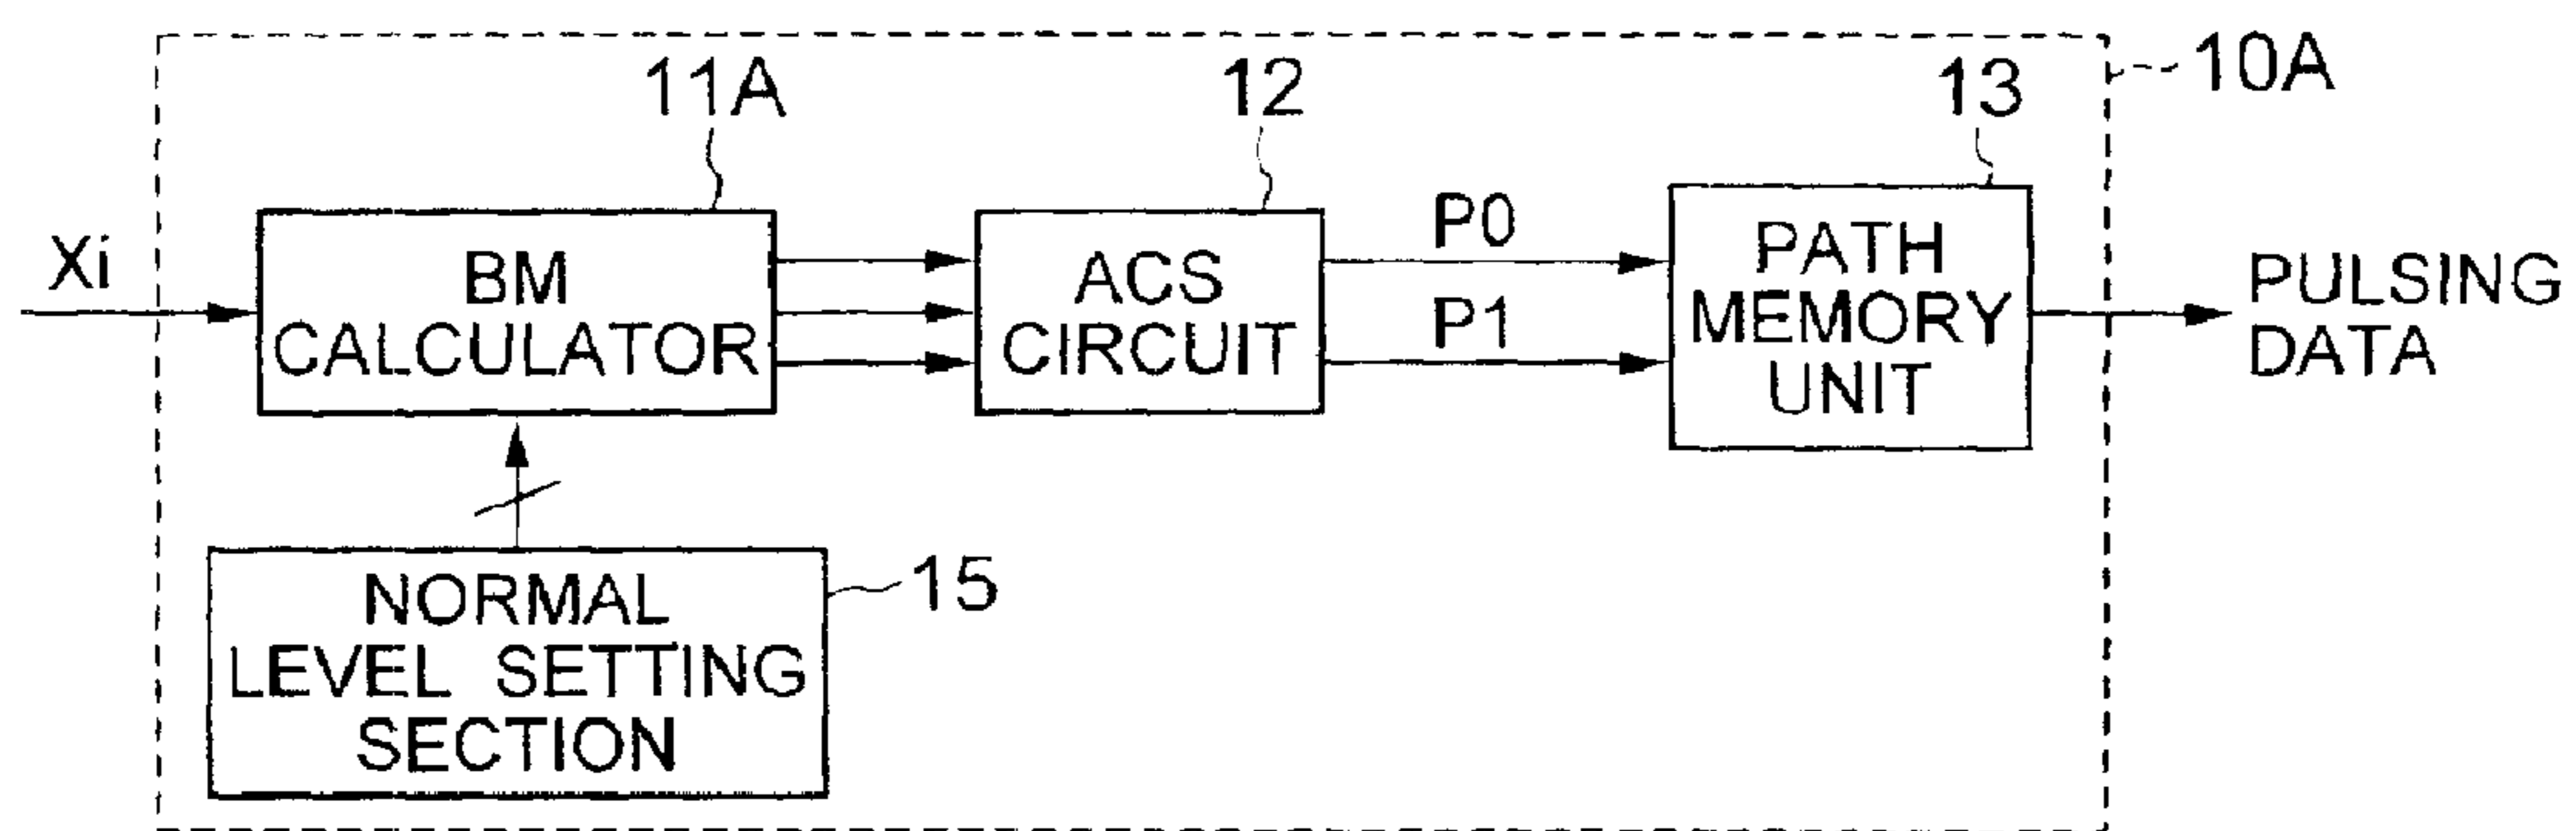 10A
11A
12
13
Xi
BM
CALCULATOR
ACS
CIRCUIT
P0
P1
PATH
MEMORY
UNIT
PULSING
DATA
NORMAL
LEVEL SETTING
SECTION
15